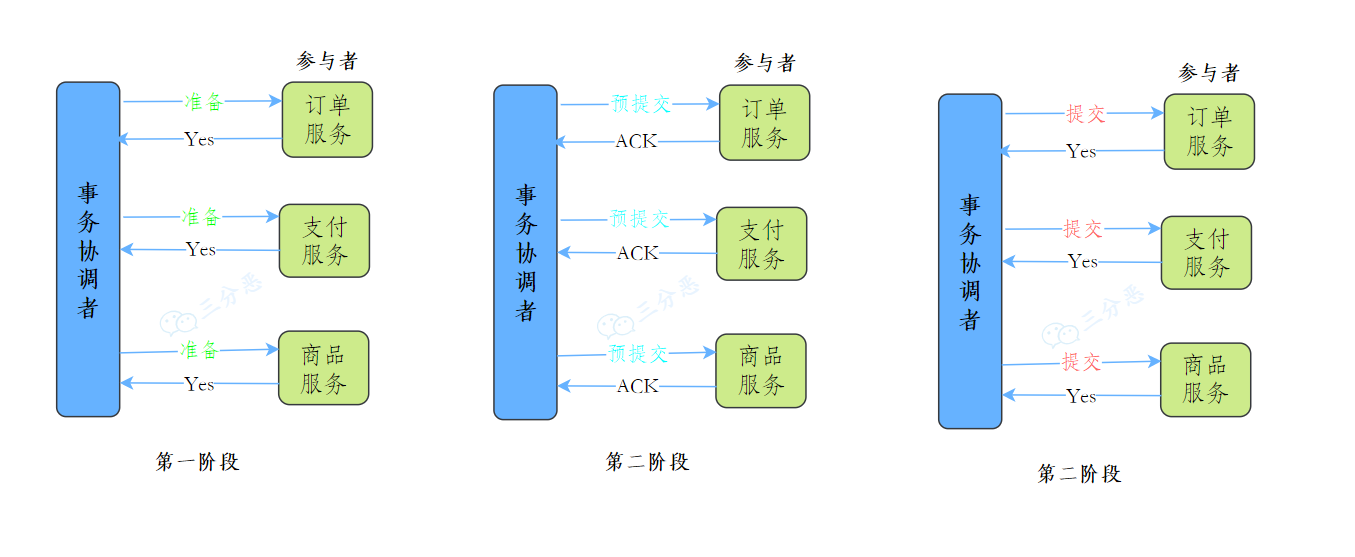 参与者
准备
订单
服务
Yes
事务协调者
准备
支付
服务
Yes
三分恶
准备
商品
服务
Yes
第一阶段
参与者
预提交
订单
服务
ACK
事务协调者
预提交
支付
服务
ACK
三分恶
预提交
商品
服务
ACK
第二阶段
参与者
提交
订单
服务
Yes
事务协调者
提交
支付
服务
Yes
三分恶
提交
商品
服务
Yes
第二阶段